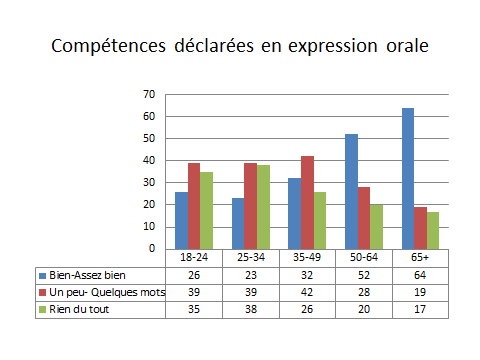 Compétences déclarées en expression orale
70
60
50
40
30
20
10
0
18-24 25-34 35-49 50-64 65+
Bien-Assez bien 26 23 32 52 64
Un peu- Quelques mots 39 39 42 28 19
Rien du tout 35 38 26 20 17